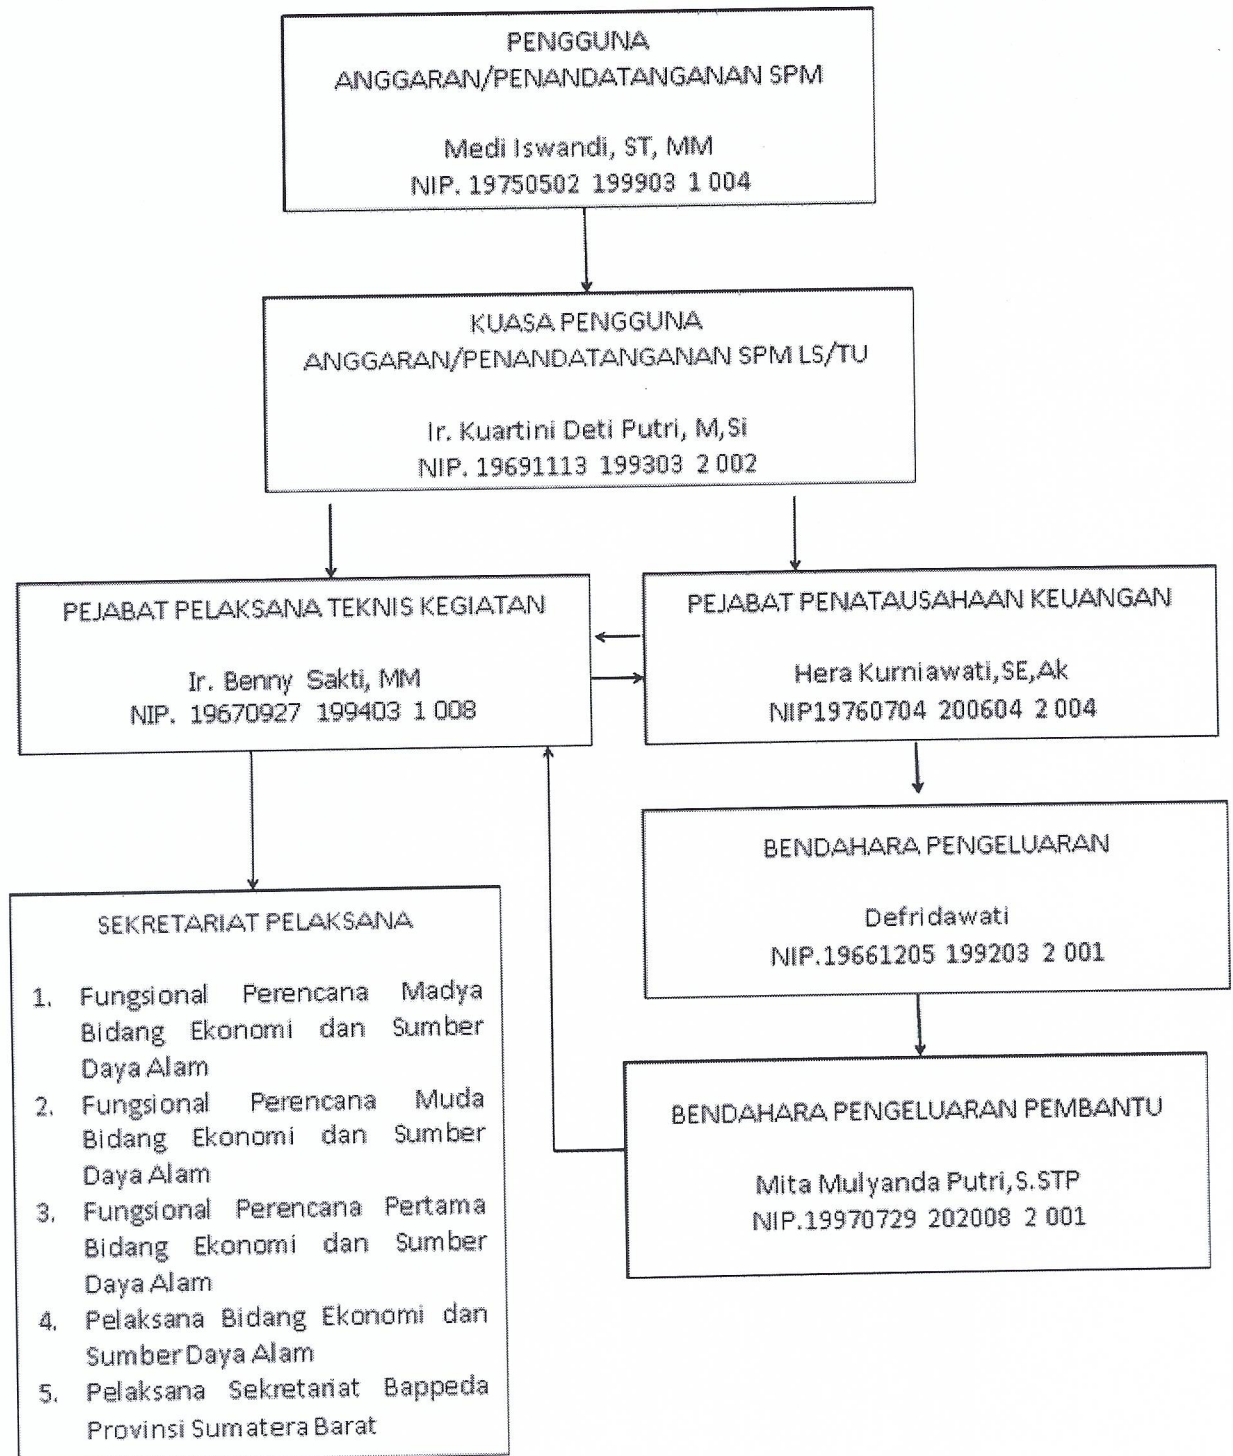 PENGGUNA
ANGGARAN/PENANDATANGANAN SPM
Medi Iswandi, ST, MM
NIP. 19750502 199903 1 004
KUASA PENGGUNA
ANGGARAN/PENANDATANGANAN SPM LS/TU
Ir. Kuartini Deti Putri, M,Si
NIP. 19691113 199303 2 002
PEJABAT PELAKSANA TEKNIS KEGIATAN
Ir. Benny Sakti, MM
NIP. 19670927 199403 1 008
PEJABAT PENATAUSAHAAN KEUANGAN
Hera Kurniawati,SE,Ak
NIP19760704 200604 2 004
BENDAHARA PENGELUARAN
Defridawati
NIP.19661205 199203 2 001
SEKRETARIAT PELAKSANA
1. Fungsional Perencana Madya
Bidang Ekonomi dan Sumber
Daya Alam
2. Fungsional Perencana Muda
Bidang Ekonomi dan Sumber
Daya Alam
3. Fungsional Perencana Pertama
Bidang Ekonomi dan Sumber
Daya Alam
4. Pelaksana Bidang Ekonomi dan
Sumber Daya Alam
5. Pelaksana Sekretariat Bappeda
Provinsi Sumatera Barat
BENDAHARA PENGELUARAN PEMBANTU
Mita Mulyanda Putri,S.STP
NIP.19970729 202008 2 001